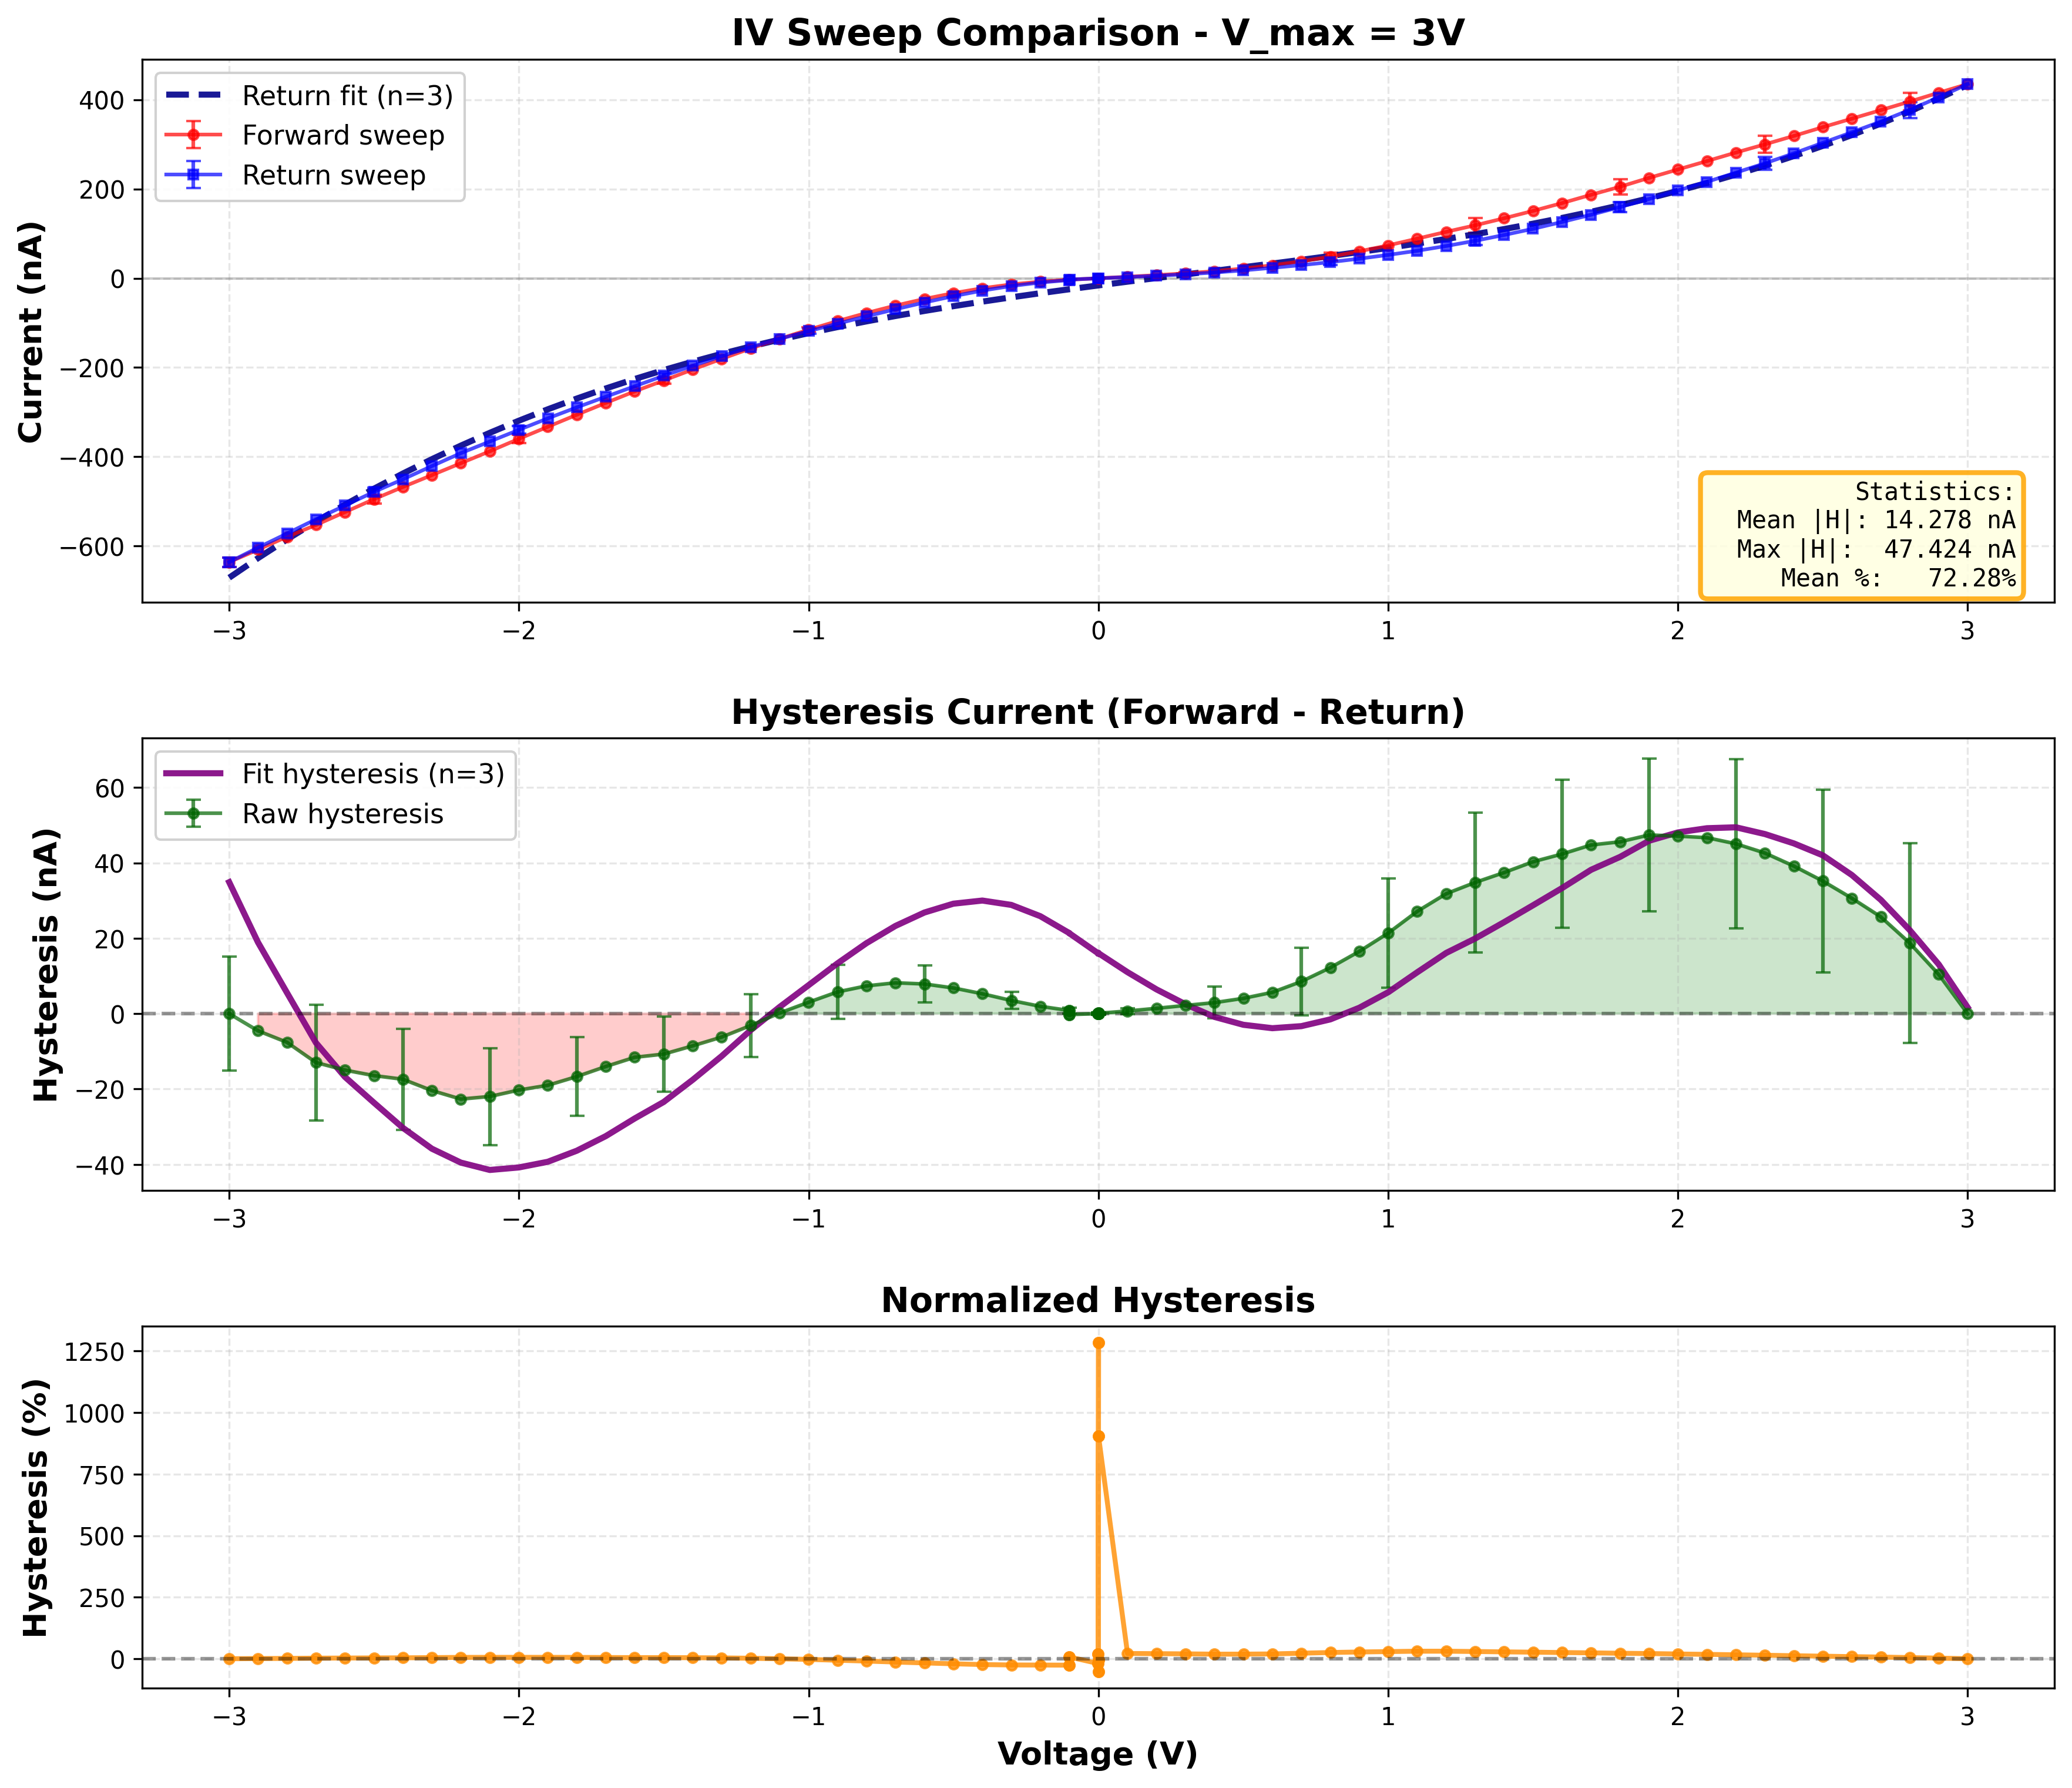 IV Sweep Comparison - V_max = 3V
Current (nA)
400
200
0
−200
−400
−600
Return fit (n=3)
Forward sweep
Return sweep
Statistics:
Mean |H|: 14.278 nA
Max |H|: 47.424 nA
Mean %: 72.28%
−3 −2 −1 0 1 2 3
Hysteresis Current (Forward - Return)
Hysteresis (nA)
60
40
20
0
−20
−40
Fit hysteresis (n=3)
Raw hysteresis
−3 −2 −1 0 1 2 3
Normalized Hysteresis
Hysteresis (%)
1250
1000
750
500
250
0
−3 −2 −1 0 1 2 3
Voltage (V)